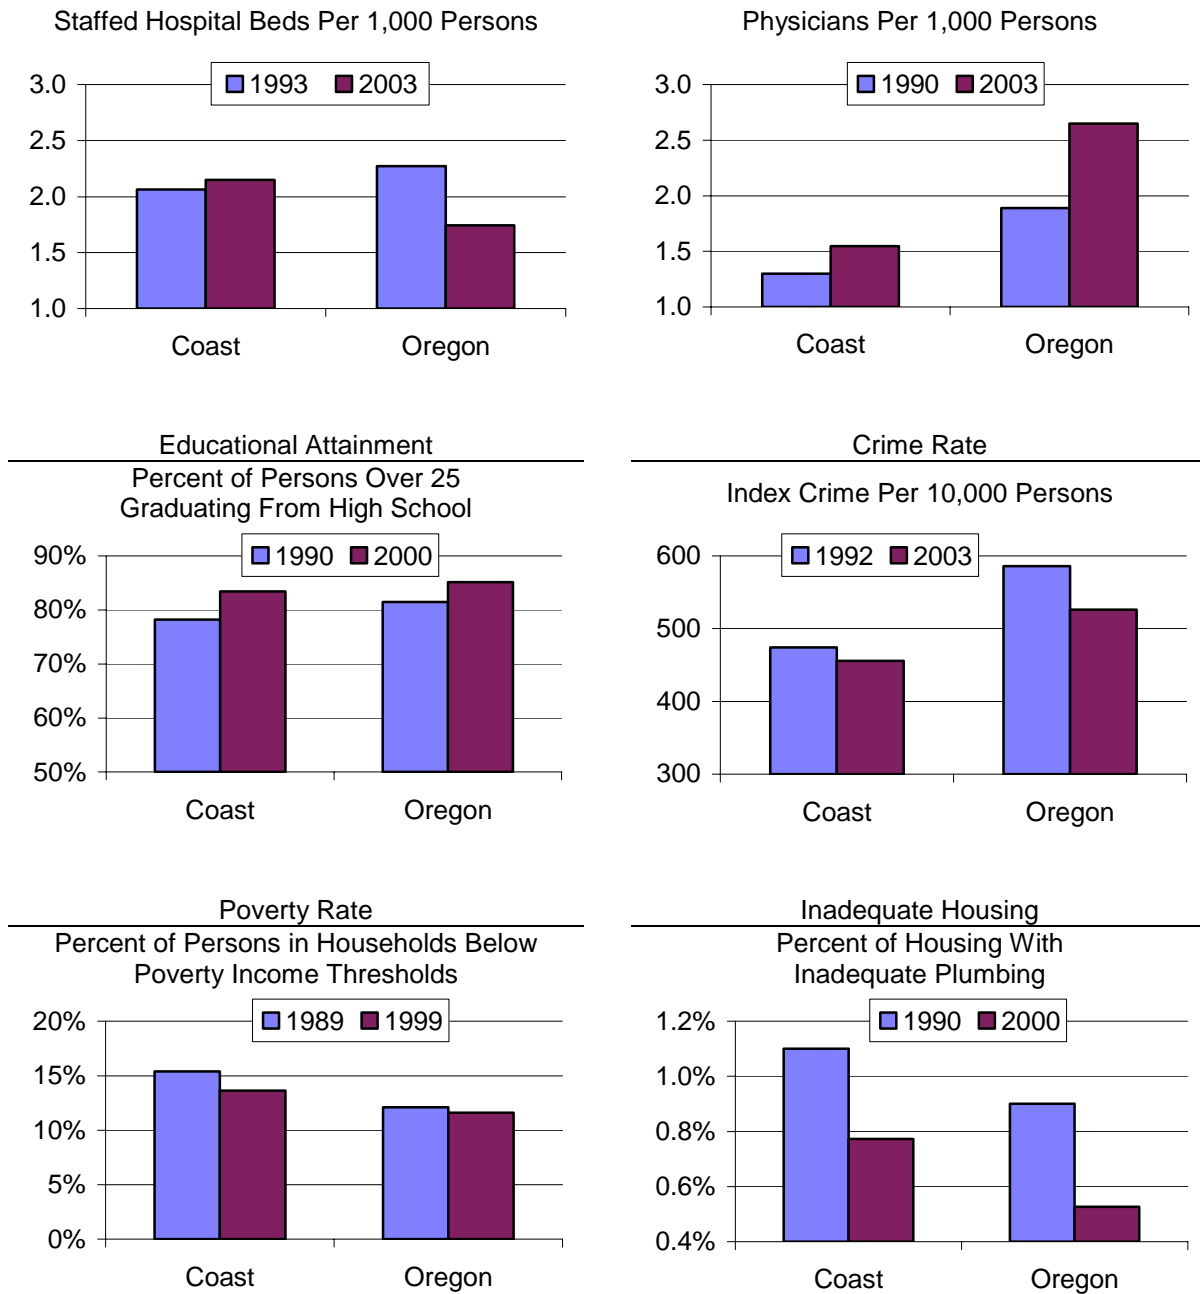 Staffed Hospital Beds Per 1,000 Persons
1993 2003
3.0
2.5
2.0
1.5
1.0
Coast Oregon
Physicians Per 1,000 Persons
1990 2003
3.0
2.5
2.0
1.5
1.0
Coast Oregon
Educational Attainment
Percent of Persons Over 25
Graduating From High School
1990 2000
90%
80%
70%
60%
50%
Coast Oregon
Crime Rate
Index Crime Per 10,000 Persons
1992 2003
600
500
400
300
Coast Oregon
Poverty Rate
Percent of Persons in Households Below
Poverty Income Thresholds
1989 1999
20%
15%
10%
5%
0%
Coast Oregon
Inadequate Housing
Percent of Housing With
Inadequate Plumbing
1990 2000
1.2%
1.0%
0.8%
0.6%
0.4%
Coast Oregon